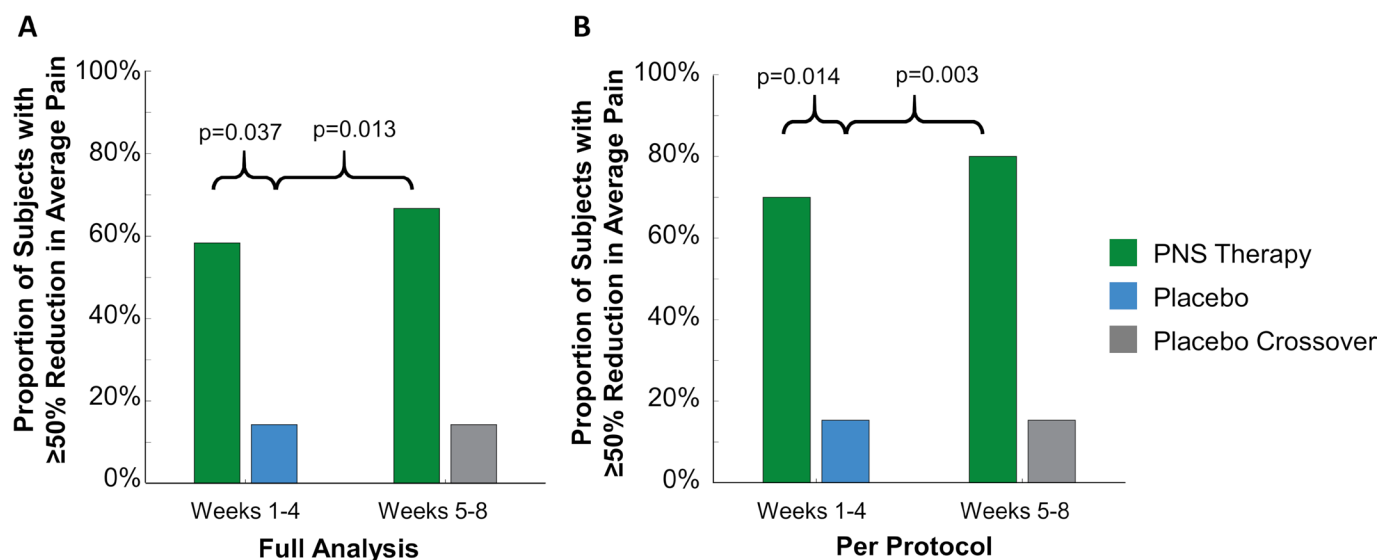 A
Proportion of Subjects with
≥50% Reduction in Average Pain
100%
80%
60%
40%
20%
0%
p=0.037
p=0.013
Weeks 1-4
Weeks 5-8
Full Analysis
B
Proportion of Subjects with
≥50% Reduction in Average Pain
100%
80%
60%
40%
20%
0%
p=0.014
p=0.003
Weeks 1-4
Weeks 5-8
Per Protocol
PNS Therapy
Placebo
Placebo Crossover